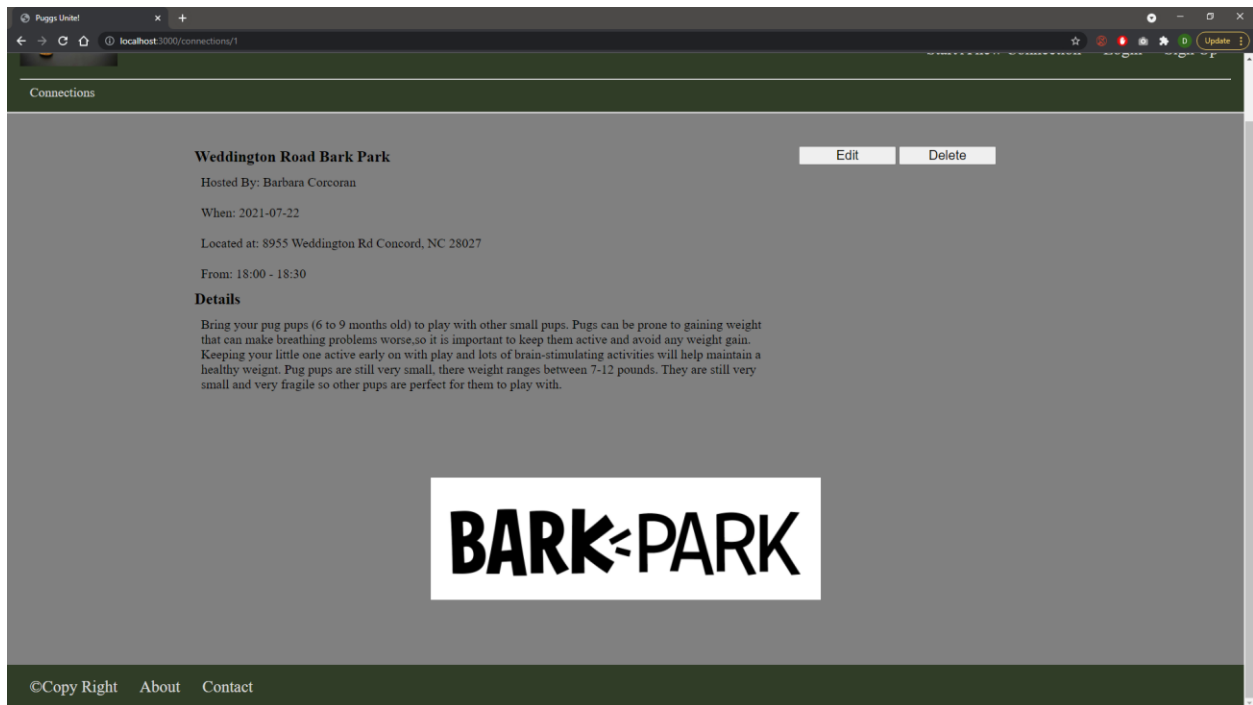 Puggs Unite!
localhost:3000/connections/1
D
Update
Start A New Connection Login Sign Up
Connections
Weddington Road Bark Park
Edit Delete
Hosted By: Barbara Corcoran
When: 2021-07-22
Located at: 8955 Weddington Rd Concord, NC 28027
From: 18:00 - 18:30
Details
Bring your pug pups (6 to 9 months old) to play with other small pups. Pugs can be prone to gaining weight
that can make breathing problems worse,so it is important to keep them active and avoid any weight gain.
Keeping your little one active early on with play and lots of brain-stimulating activities will help maintain a
healthy weignt. Pug pups are still very small, there weight ranges between 7-12 pounds. They are still very
small and very fragile so other pups are perfect for them to play with.
BARK PARK
©Copy Right About Contact